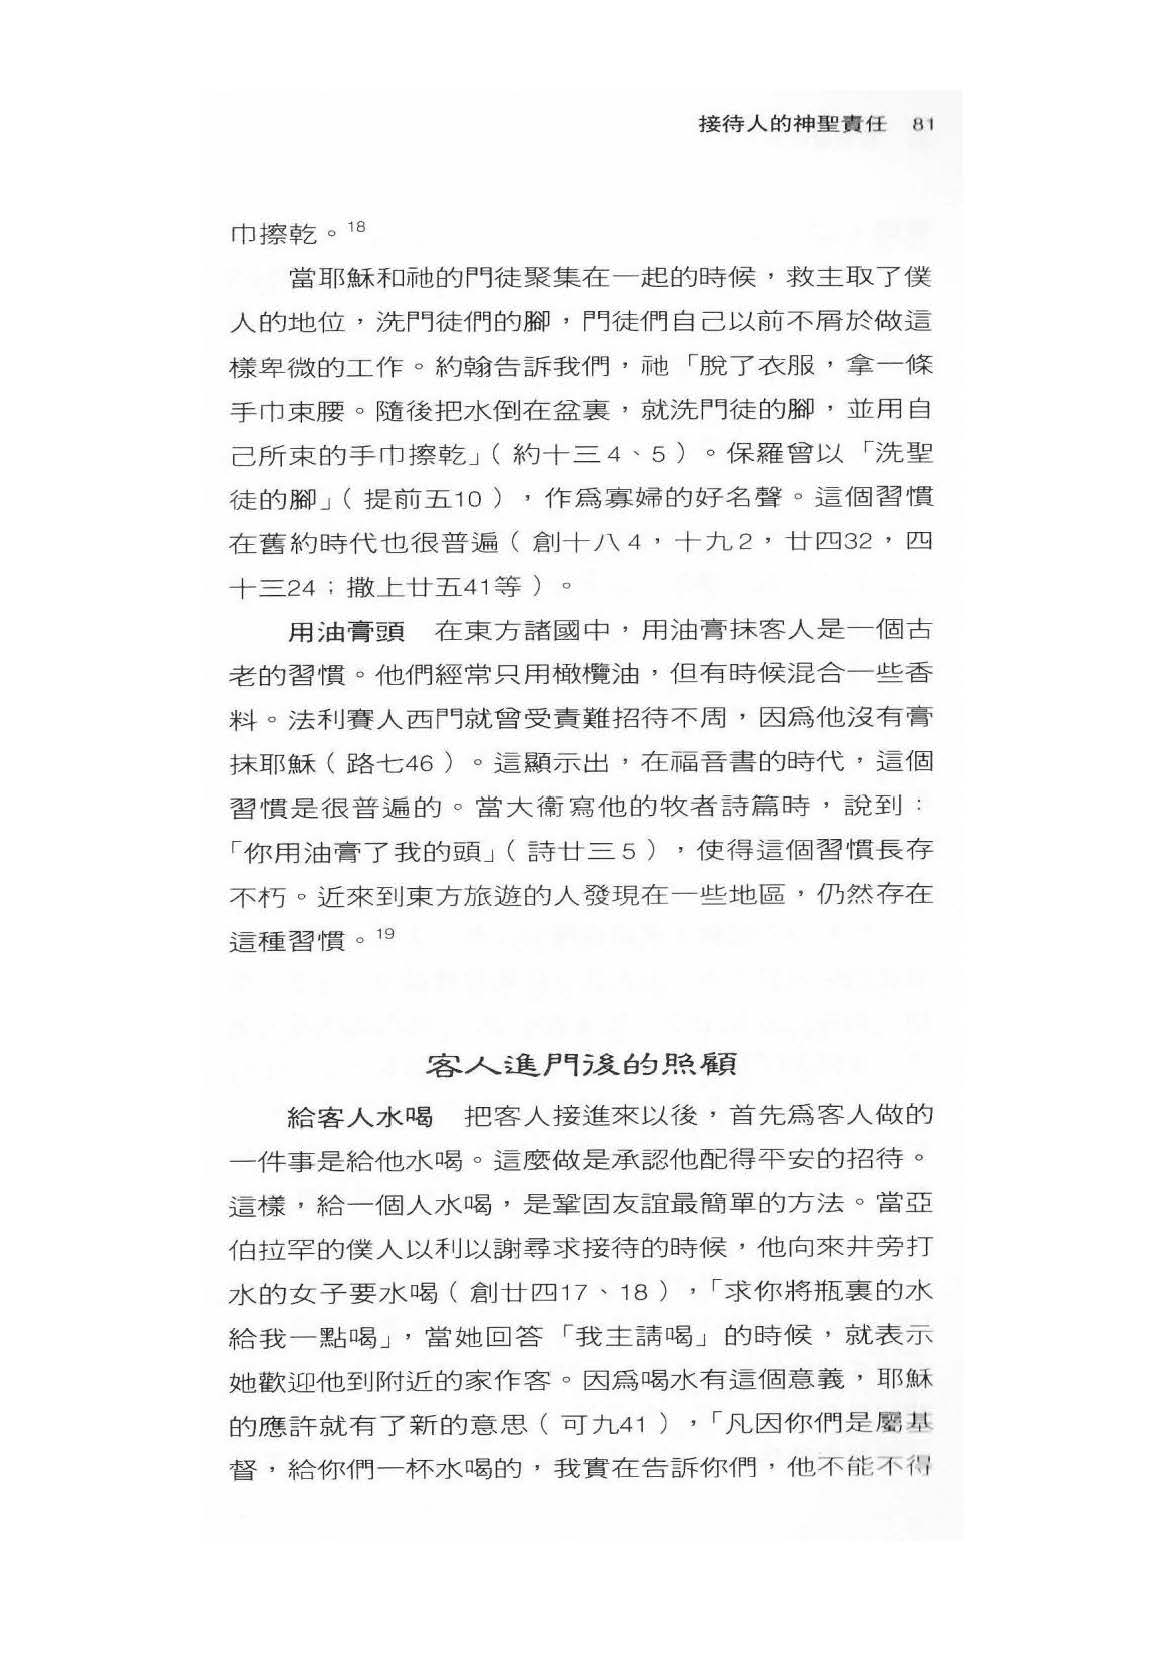 接待人的神聖責任 81
巾擦乾。18
當耶穌和祂的門徒聚集在一起的時候，救主取了僕
人的地位，洗門徒們的腳，門徒們自己以前不屑於做這
樣卑微的工作。約翰告訴我們，祂「脫了衣服，拿一條
手巾束腰。隨後把水倒在盆裏，就洗門徒的腳，並用自
己所束的手巾擦乾」（約十三4、5）。保羅曾以「洗聖
徒的腳」（提前五10），作爲寡婦的好名聲。這個習慣
在舊約時代也很普遍（創十八4，十九2，廿四32，四
十三24；撒上廿五41等）。
用油膏頭　在東方諸國中，用油膏抹客人是一個古
老的習慣。他們經常只用橄欖油，但有時候混合一些香
料。法利賽人西門就曾受責難招待不周，因爲他沒有膏
抹耶穌（路七46）。這顯示出，在福音書的時代，這個
習慣是很普遍的。當大衞寫他的牧者詩篇時，說到：
「你用油膏了我的頭」（詩廿三5），使得這個習慣長存
不朽。近來到東方旅遊的人發現在一些地區，仍然存在
這種習慣。19
客人進門後的照顧
給客人水喝　把客人接進來以後，首先爲客人做的
一件事是給他水喝。這麼做是承認他配得平安的招待。
這樣，給一個人水喝，是鞏固友誼最簡單的方法。當亞
伯拉罕的僕人以利以謝尋求接待的時候，他向來井旁打
水的女子要水喝（創廿四17、18），「求你將瓶裏的水
給我一點喝」，當她回答「我主請喝」的時候，就表示
她歡迎他到附近的家作客。因爲喝水有這個意義，耶穌
的應許就有了新的意思（可九41），「凡因你們是屬基
督，給你們一杯水喝的，我實在告訴你們，他不能不得